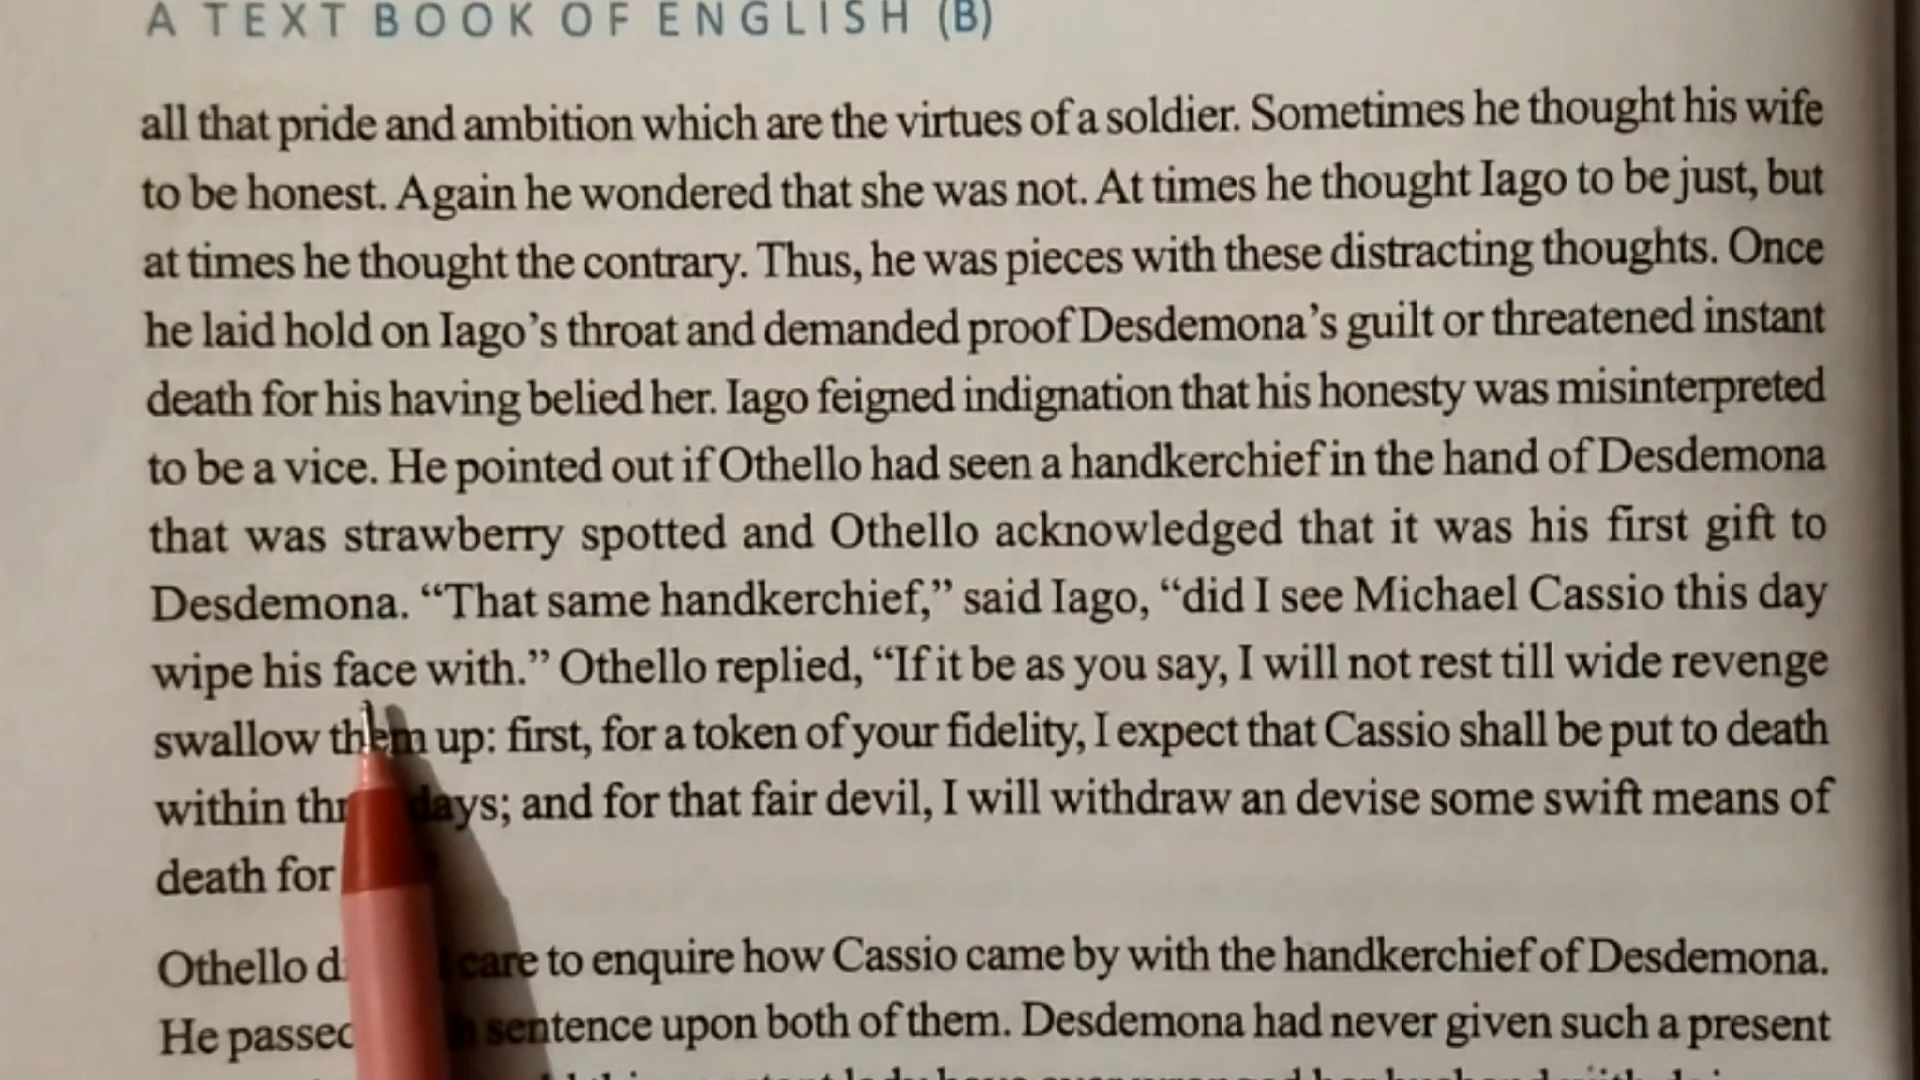 A TEXT BOOK OF ENGLISH (B)
all that pride and ambition which are the virtues of a soldier. Sometimes he thought his wife
to be honest. Again he wondered that she was not. At times he thought Iago to be just, but
at times he thought the contrary. Thus, he was pieces with these distracting thoughts. Once
he laid hold on Iago's throat and demanded proof Desdemona's guilt or threatened instant
death for his having belied her. Iago feigned indignation that his honesty was misinterpreted
to be a vice. He pointed out if Othello had seen a handkerchief in the hand of Desdemona
that was strawberry spotted and Othello acknowledged that it was his first gift to
Desdemona. “That same handkerchief,” said Iago, “did I see Michael Cassio this day
wipe his face with.” Othello replied, “If it be as you say, I will not rest till wide revenge
swallow them up: first, for a token of your fidelity, I expect that Cassio shall be put to death
within days; and for that fair devil, I will withdraw an devise some swift means of
death for
Othello care to enquire how Cassio came by with the handkerchief of Desdemona.
He passed sentence upon both of them. Desdemona had never given such a present